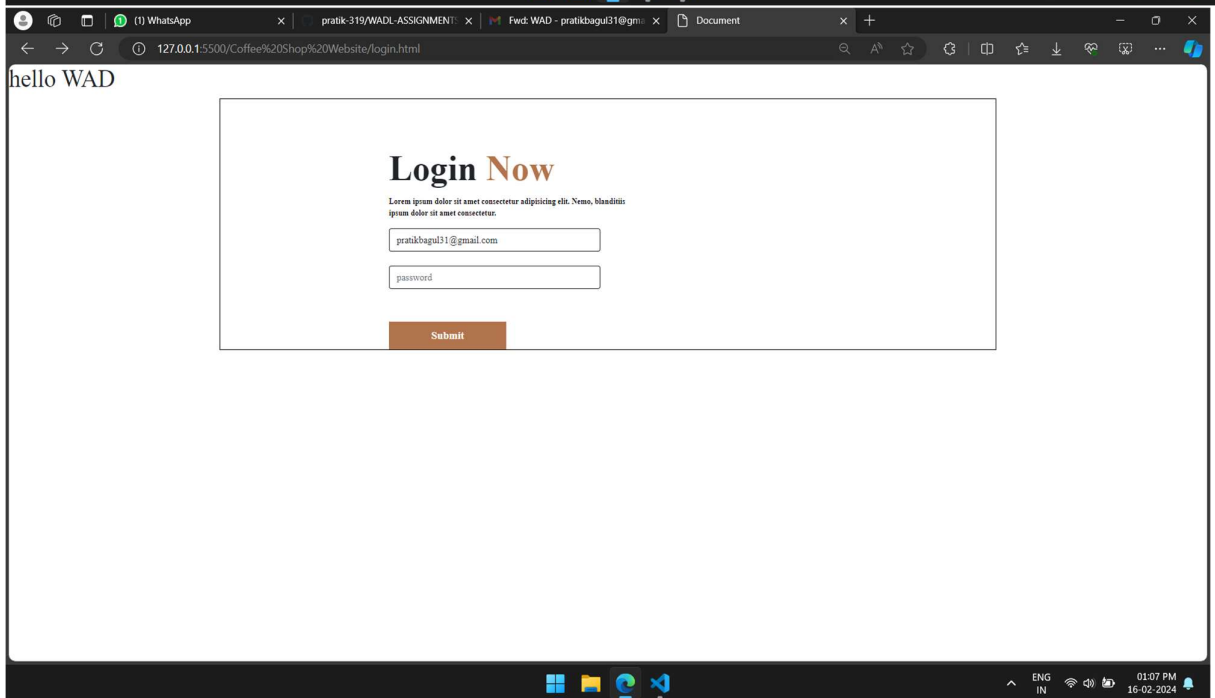 (1) WhatsApp
pratik-319/WADL-ASSIGNMENTS
Fwd: WAD - pratikbagul31@gma
Document
127.0.0.1:5500/Coffee%20Shop%20Website/login.html
hello WAD
Login Now
Lorem ipsum dolor sit amet consectetur adipisicing elit. Nemo, blanditiis
ipsum dolor sit amet consectetur.
pratikbagul31@gmail.com
password
Submit
ENG
IN
01:07 PM
16-02-2024